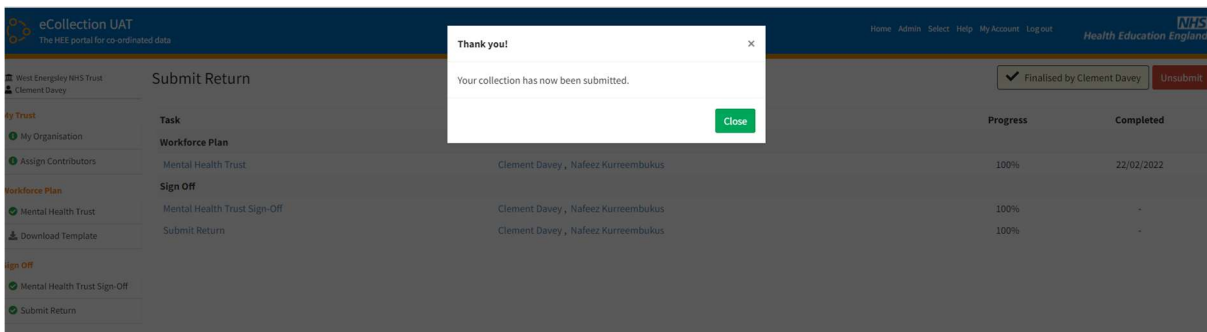 eCollection UAT
The HEE portal for co-ordinated data
Home Admin Select Help My Account Log out
NHS
Health Education England
Thank you! ×
Your collection has now been submitted.
Close
West Energsley NHS Trust
Clement Davey
My Trust
My Organisation
Assign Contributors
Workforce Plan
Mental Health Trust
Download Template
Sign Off
Mental Health Trust Sign-Off
Submit Return
Submit Return
Finalised by Clement Davey
Unsubmit
Task Progress Completed
Workforce Plan
Mental Health Trust Clement Davey , Nafeez Kurreembukus 100% 22/02/2022
Sign Off
Mental Health Trust Sign-Off Clement Davey , Nafeez Kurreembukus 100% -
Submit Return Clement Davey , Nafeez Kurreembukus 100% -